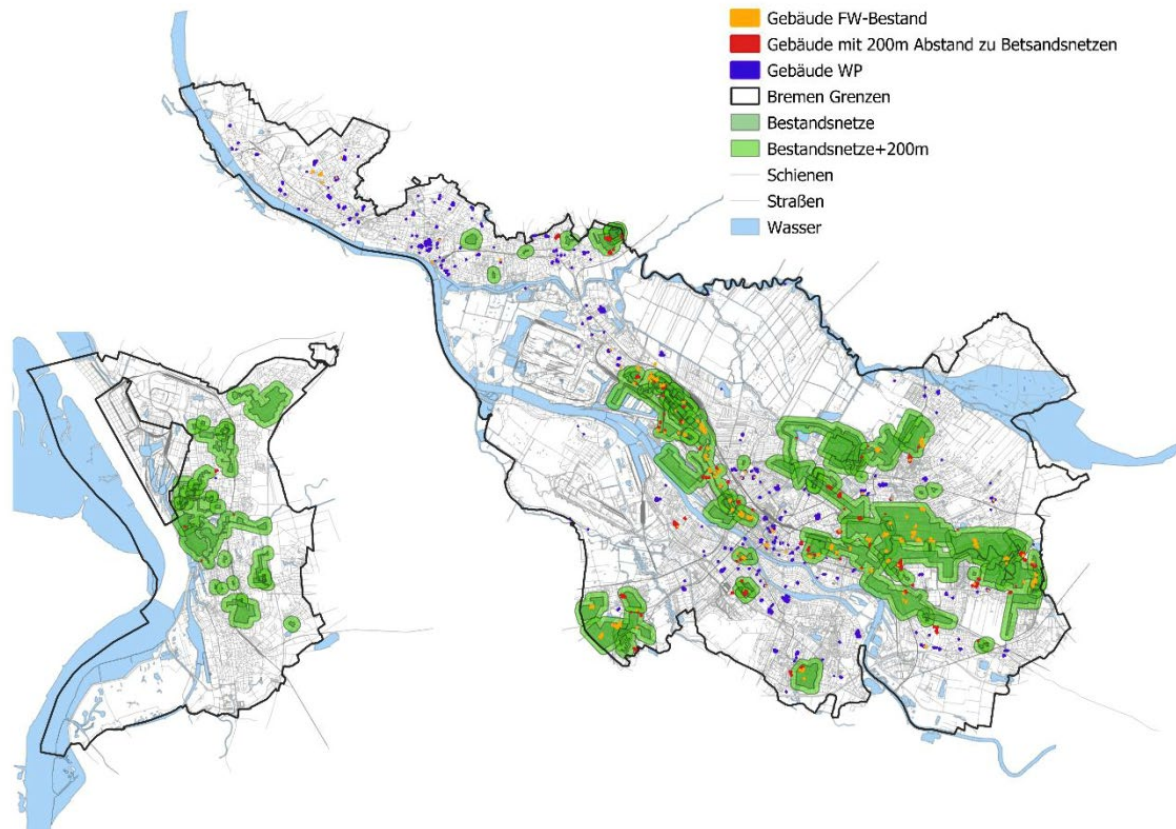 Gebäude FW-Bestand
Gebäude mit 200m Abstand zu Betsandsnetzen
Gebäude WP
Bremen Grenzen
Bestandsnetze
Bestandsnetze+200m
Schienen
Straßen
Wasser